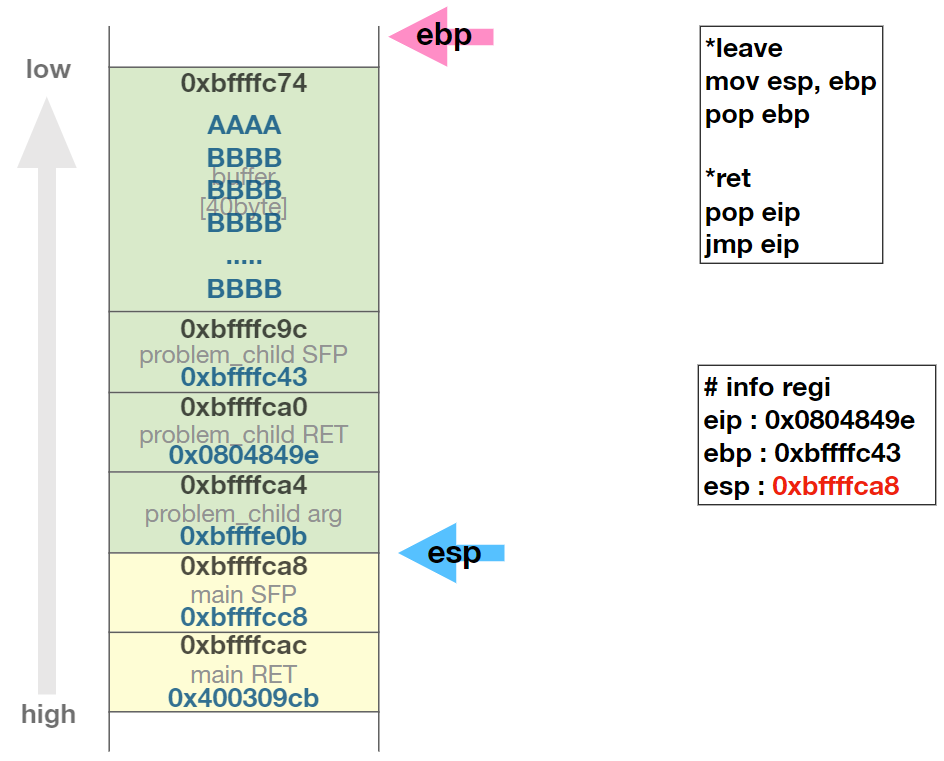 low
high
0xbffffc74
AAAA
BBBB
buffer
BBBB
[40byte]
BBBB
.....
BBBB
0xbffffc9c
problem_child SFP
0xbffffc43
0xbffffca0
problem_child RET
0x0804849e
0xbffffca4
problem_child arg
0xbffffe0b
0xbffffca8
main SFP
0xbffffcc8
0xbffffcac
main RET
0x400309cb
ebp
esp
*leave
mov esp, ebp
pop ebp
*ret
pop eip
jmp eip
# info regi
eip : 0x0804849e
ebp : 0xbffffc43
esp : 0xbffffca8